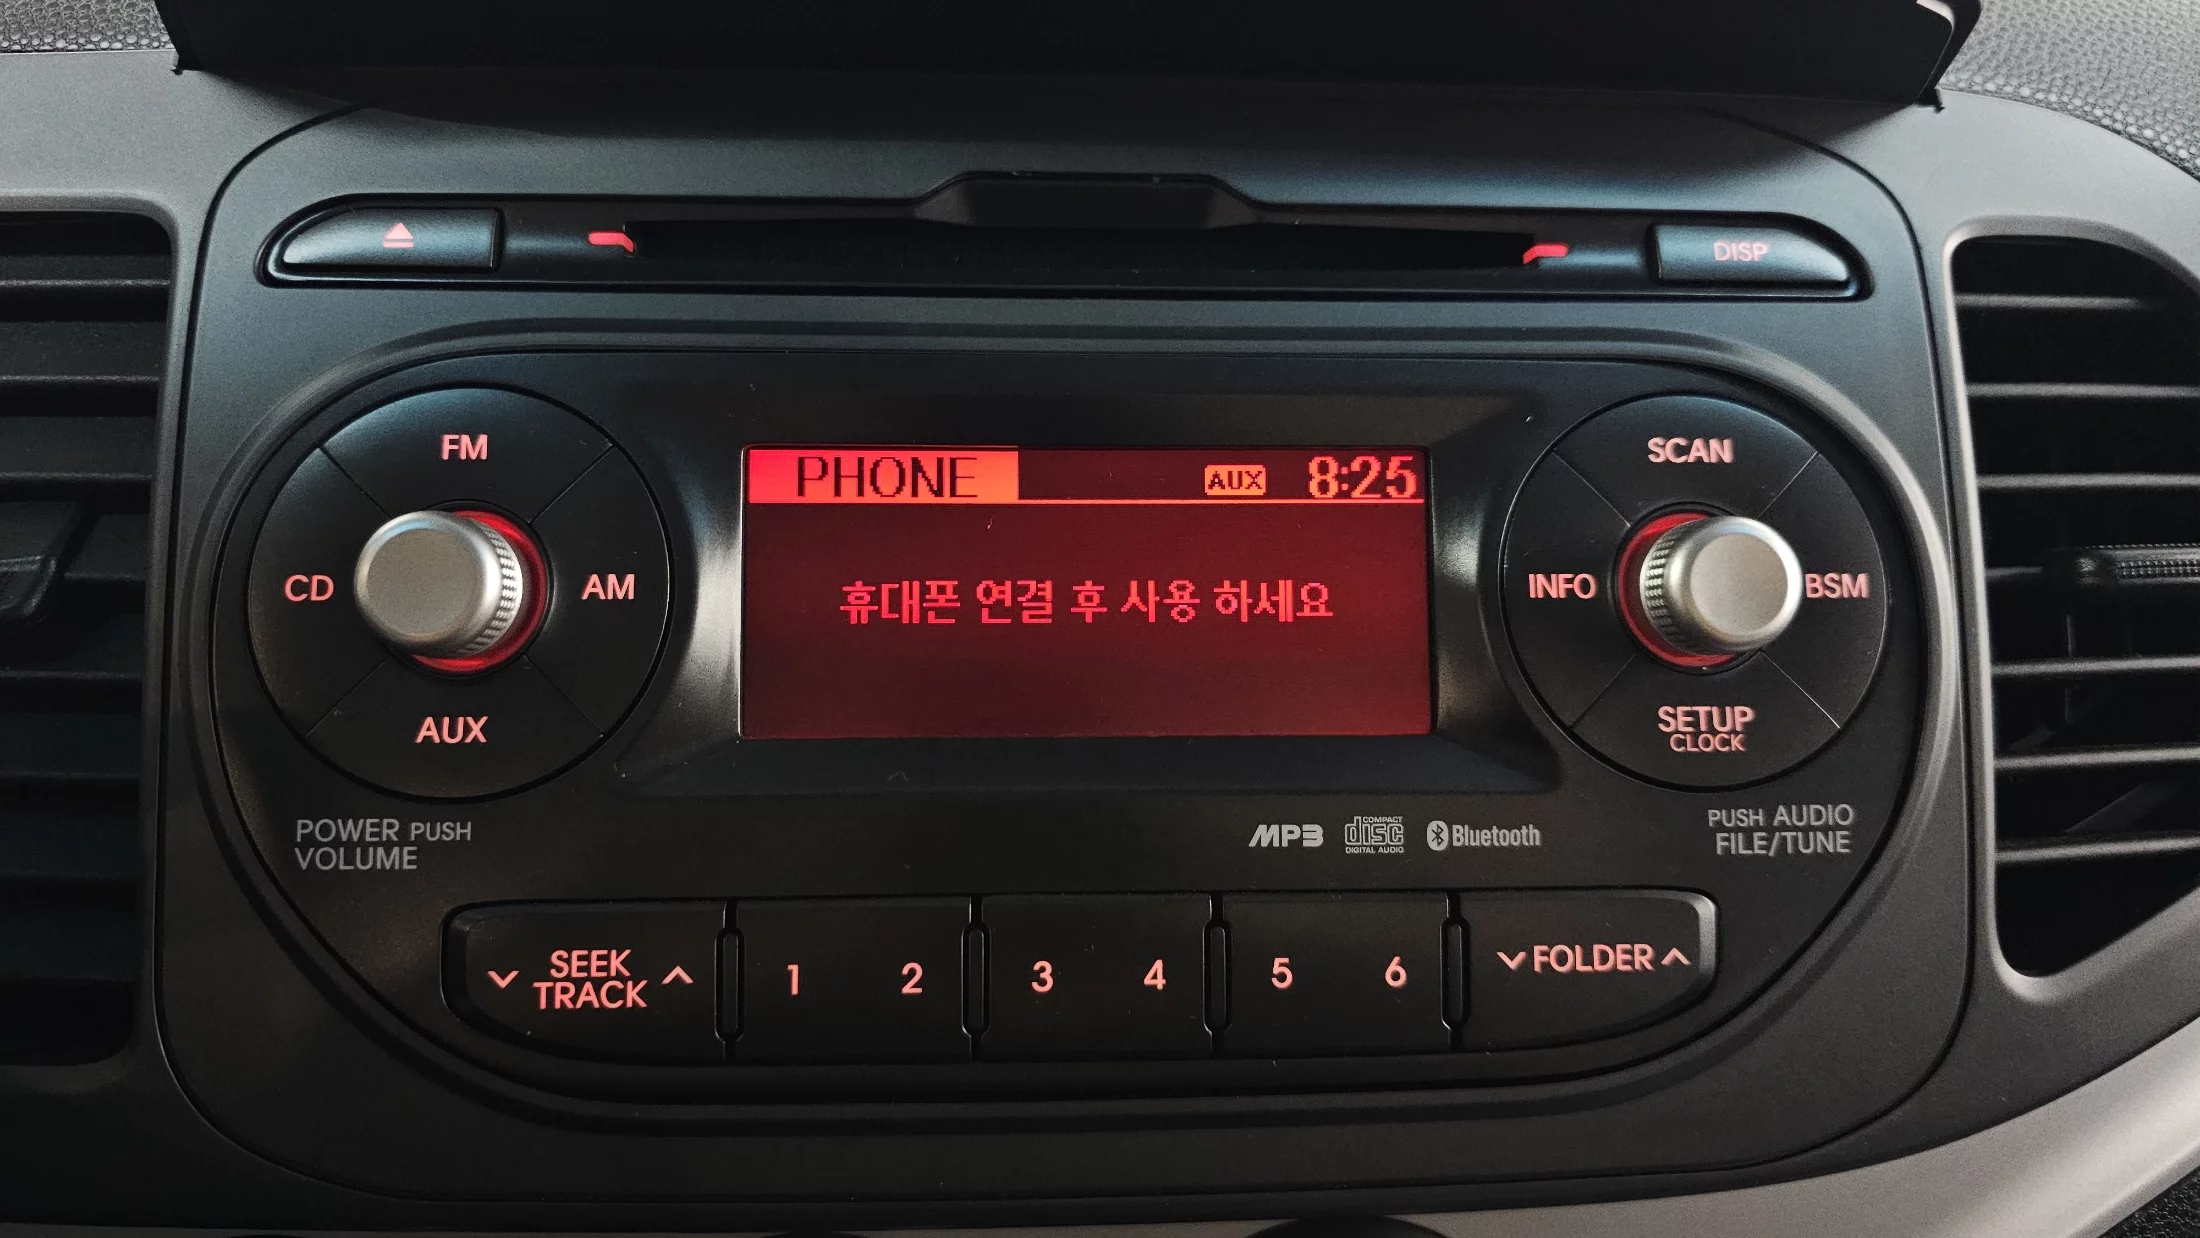 DISP
FM
CD
AM
AUX
PHONE AUX 8:25
휴대폰 연결 후 사용 하세요
SCAN
INFO
BSM
SETUP
CLOCK
POWER PUSH
VOLUME
MP3
COMPACT
disc
DIGITAL AUDIO
Bluetooth
PUSH AUDIO
FILE/TUNE
SEEK
TRACK
1 2 3 4 5 6
FOLDER